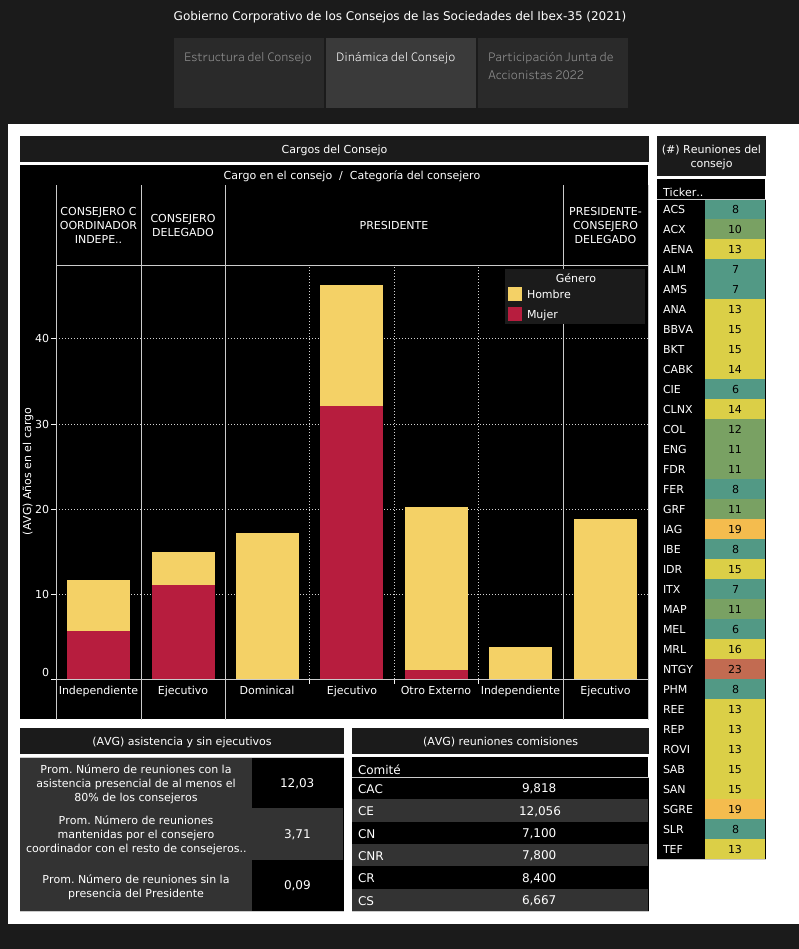 Gobierno Corporativo de los Consejos de las Sociedades del Ibex-35 (2021)
Estructura del Consejo
Dinámica del Consejo
Participación Junta de
Accionistas 2022
Cargos del Consejo
Cargo en el consejo / Categoría del consejero
CONSEJERO C
OORDINADOR
INDEPE..
CONSEJERO
DELEGADO
PRESIDENTE
PRESIDENTE-
CONSEJERO
DELEGADO
Género
Hombre
Mujer
(AVG) Años en el cargo
40
30
20
10
0
Independiente
Ejecutivo
Dominical
Ejecutivo
Otro Externo
Independiente
Ejecutivo
(#) Reuniones del
consejo
Ticker..
ACS 8
ACX 10
AENA 13
ALM 7
AMS 7
ANA 13
BBVA 15
BKT 15
CABK 14
CIE 6
CLNX 14
COL 12
ENG 11
FDR 11
FER 8
GRF 11
IAG 19
IBE 8
IDR 15
ITX 7
MAP 11
MEL 6
MRL 16
NTGY 23
PHM 8
REE 13
REP 13
ROVI 13
SAB 15
SAN 15
SGRE 19
SLR 8
TEF 13
(AVG) asistencia y sin ejecutivos
Prom. Número de reuniones con la
asistencia presencial de al menos el
80% de los consejeros
12,03
Prom. Número de reuniones
mantenidas por el consejero
coordinador con el resto de consejeros..
3,71
Prom. Número de reuniones sin la
presencia del Presidente
0,09
(AVG) reuniones comisiones
Comité
CAC 9,818
CE 12,056
CN 7,100
CNR 7,800
CR 8,400
CS 6,667